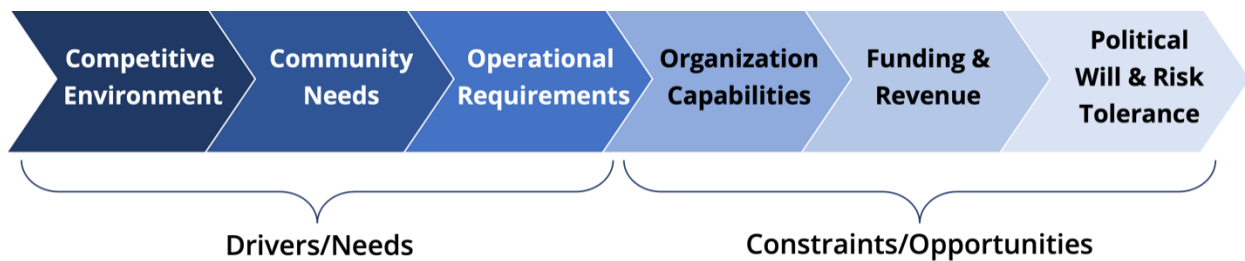 Competitive
Environment
Community
Needs
Operational
Requirements
Organization
Capabilities
Funding &
Revenue
Political
Will & Risk
Tolerance
Drivers/Needs
Constraints/Opportunities